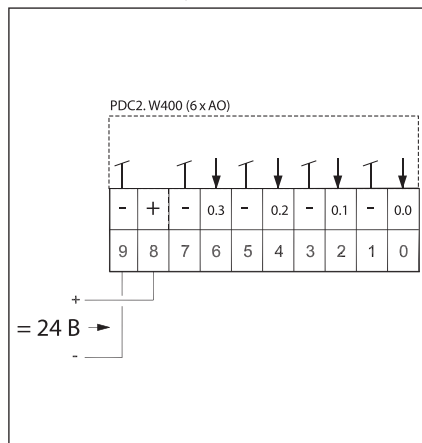 PDC2. W400 (6 x AO)
- + - 0.3 - 0.2 - 0.1 - 0.0
9 8 7 6 5 4 3 2 1 0
+
= 24 В
-